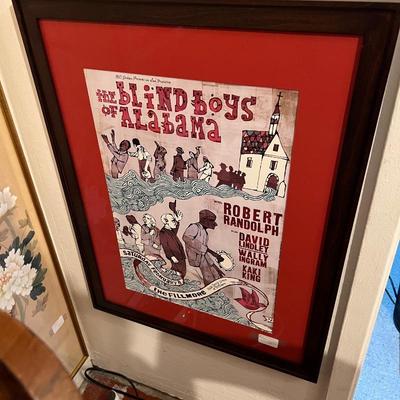 the BLIND BOYS
OF ALABAMA
ROBERT
RANDOLPH
DAVID
LINDLEY
WALLY
INGRAM
KAKI
KING
THE FILLMORE